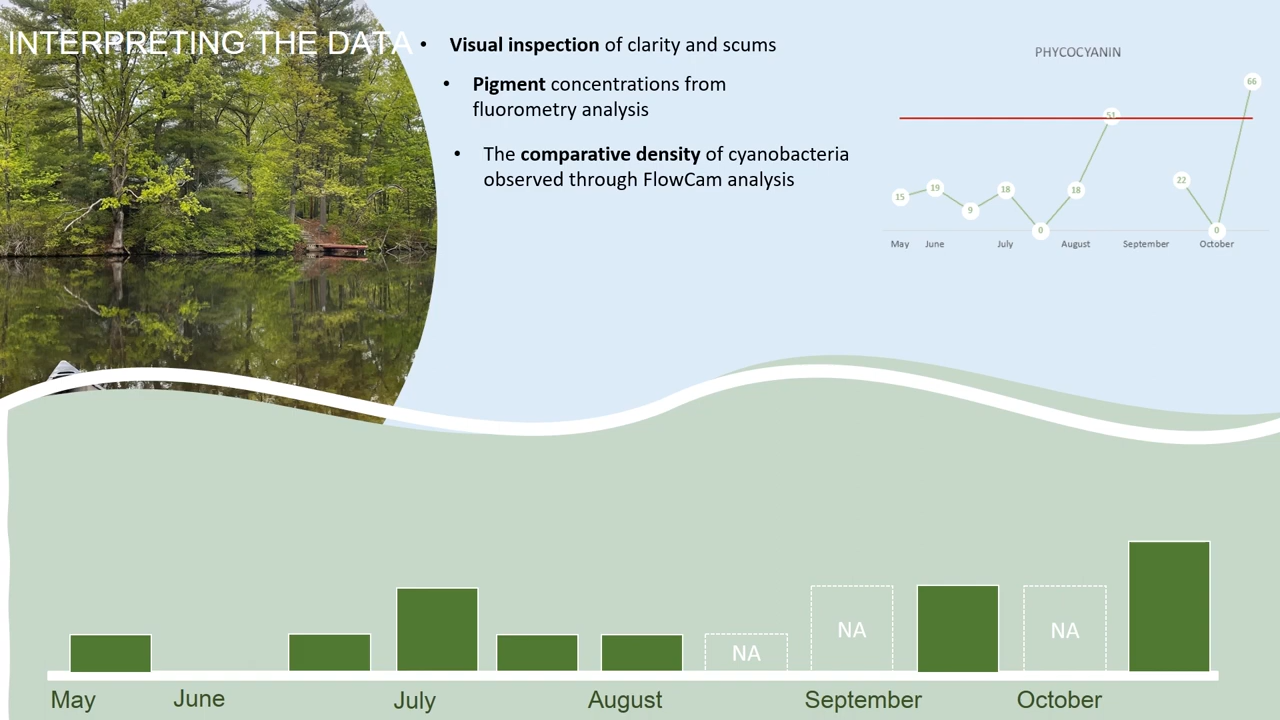 INTERPRETING THE DATA
• Visual inspection of clarity and scums
• Pigment concentrations from
fluorometry analysis
• The comparative density of cyanobacteria
observed through FlowCam analysis
PHYCOCYANIN
15 19 9 18 0 18 51 22 0 66
May June July August September October
NA NA NA
May June July August September October